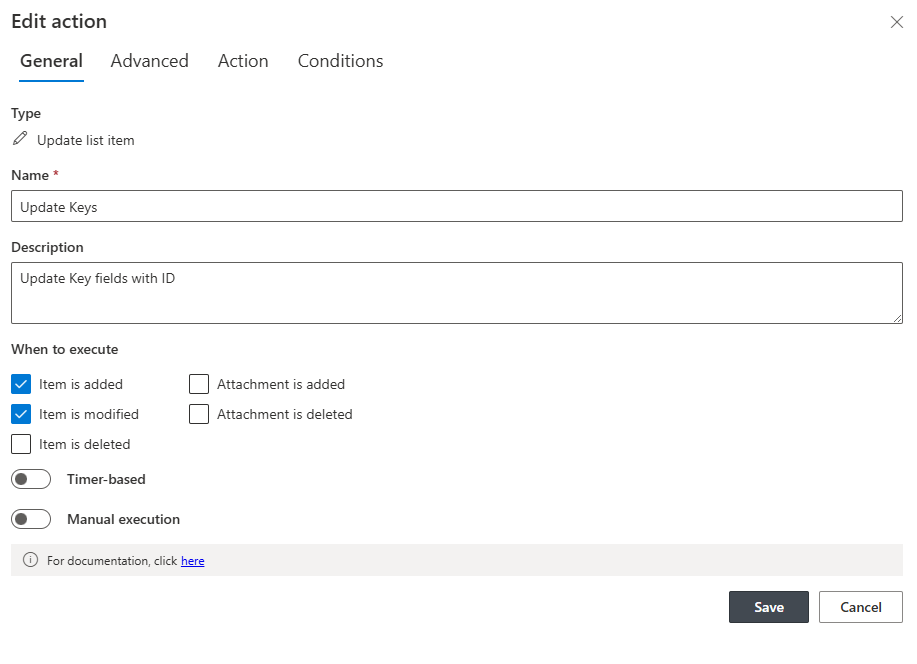 Edit action
General Advanced Action Conditions
Type
Update list item
Name *
Update Keys
Description
Update Key fields with ID
When to execute
Item is added Attachment is added
Item is modified Attachment is deleted
Item is deleted
Timer-based
Manual execution
For documentation, click here
Save Cancel